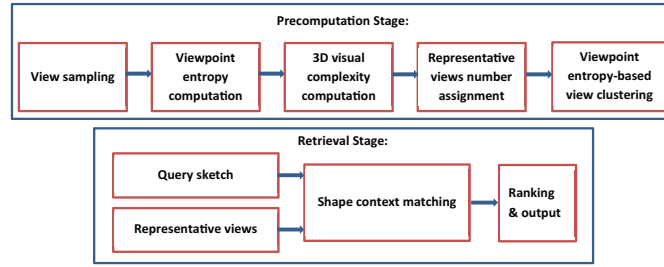 Precomputation Stage:
View sampling
Viewpoint
entropy
computation
3D visual
complexity
computation
Representative
views number
assignment
Viewpoint
entropy-based
view clustering
Retrieval Stage:
Query sketch
Representative views
Shape context matching
Ranking
& output